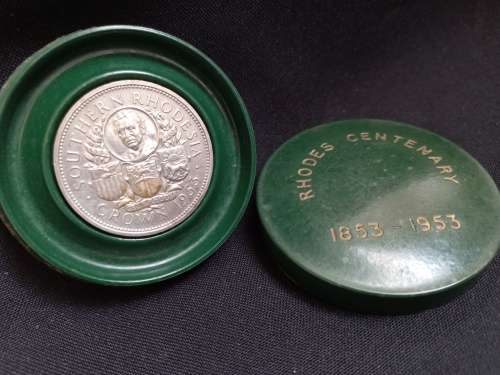 SOUTHERN RHODESIA
CROWN 1953
RHODES CENTENARY
1853-1953